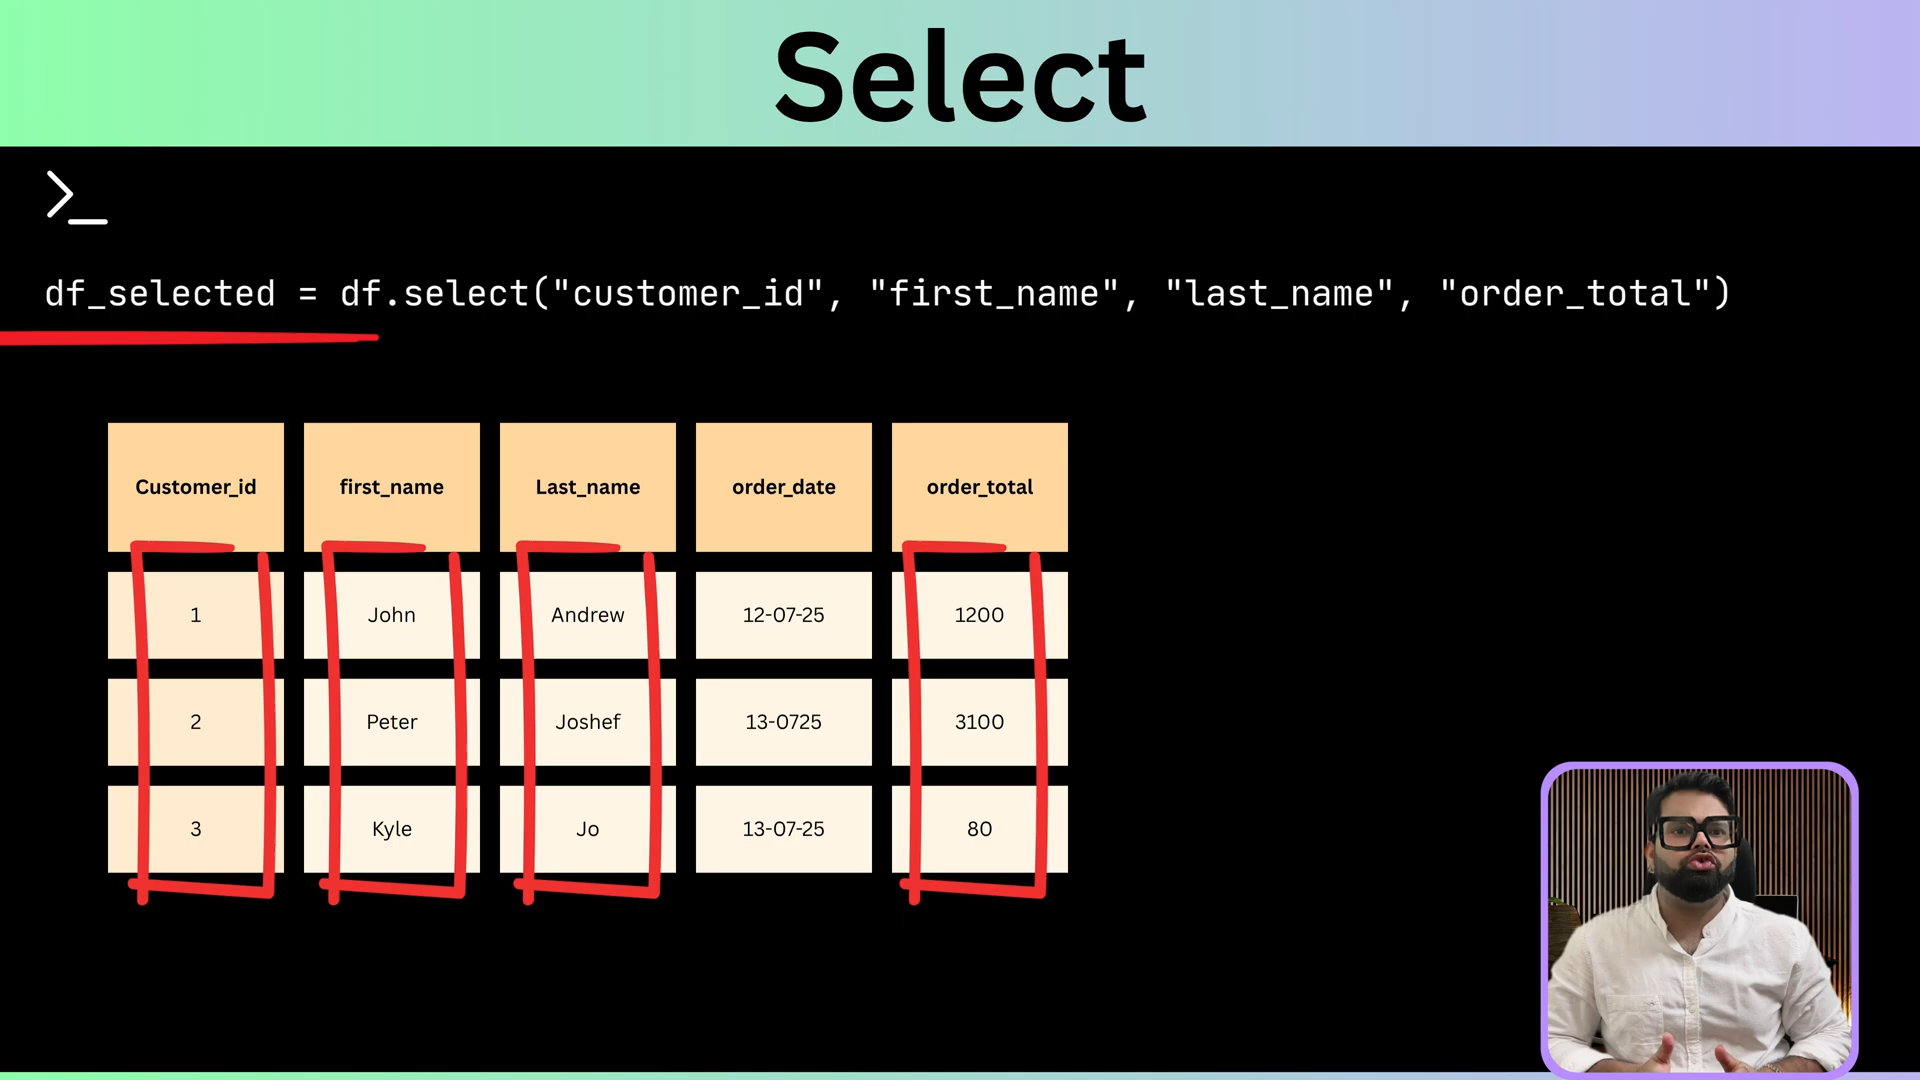 Select
>_
df_selected = df.select("customer_id", "first_name", "last_name", "order_total")
Customer_id first_name Last_name order_date order_total
1 John Andrew 12-07-25 1200
2 Peter Joshef 13-0725 3100
3 Kyle Jo 13-07-25 80